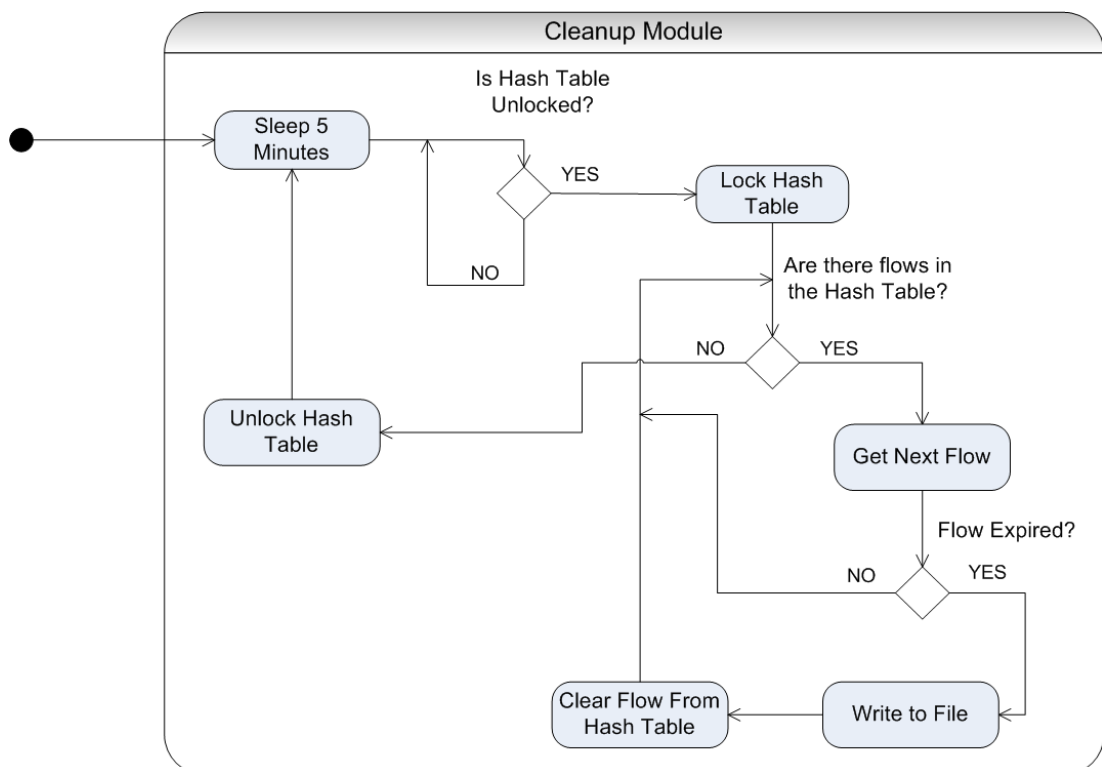 Cleanup Module
Is Hash Table
Unlocked?
Sleep 5
Minutes
YES
Lock Hash
Table
NO
Are there flows in
the Hash Table?
NO
YES
Unlock Hash
Table
Get Next Flow
Flow Expired?
NO
YES
Clear Flow From
Hash Table
Write to File